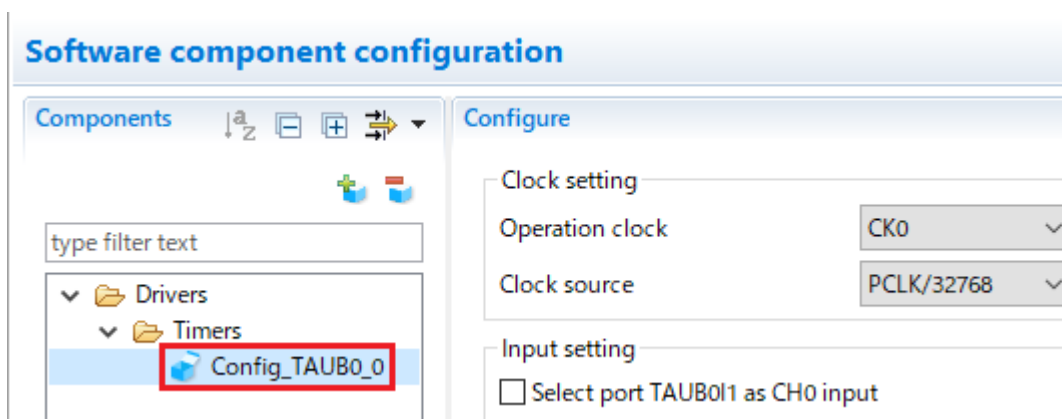 Software component configuration
Components
Configure
Clock setting
Operation clock
CK0
type filter text
Clock source
PCLK/32768
Drivers
Timers
Input setting
Config_TAUB0_0
Select port TAUB0I1 as CH0 input